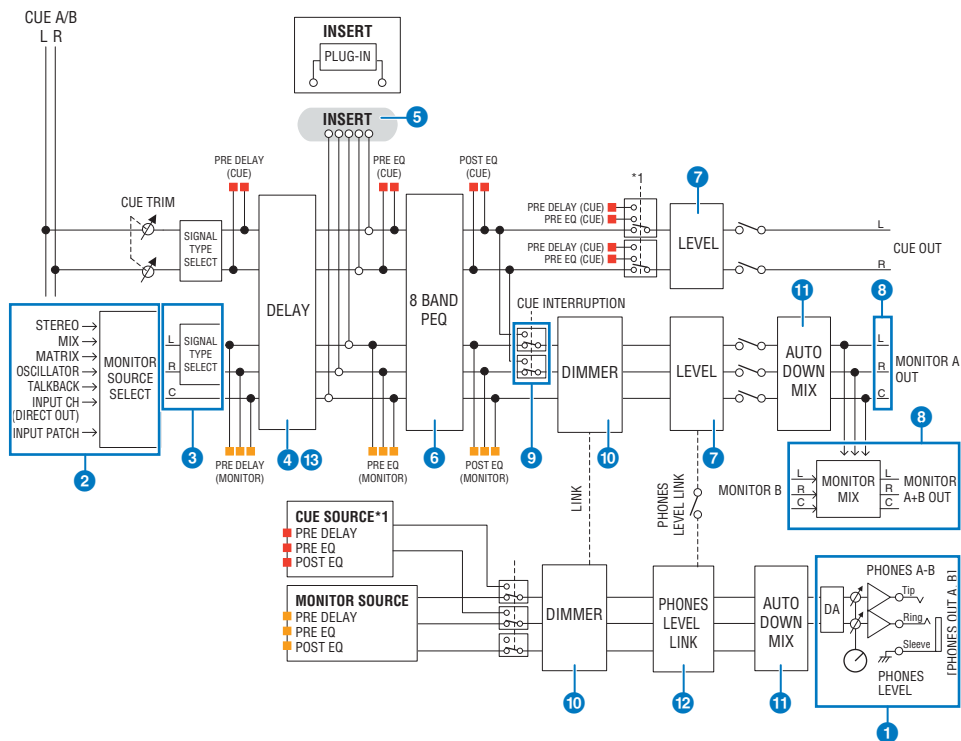 CUE A/B
L R
INSERT
PLUG-IN
INSERT
5
PRE DELAY
(CUE)
PRE EQ
(CUE)
POST EQ
(CUE)
*1
7
CUE TRIM
SIGNAL
TYPE
SELECT
PRE DELAY (CUE)
PRE EQ (CUE)
PRE DELAY (CUE)
PRE EQ (CUE)
LEVEL
L
R
CUE OUT
DELAY
8 BAND
PEQ
CUE INTERRUPTION
11
8
STEREO
MIX
MATRIX
OSCILLATOR
TALKBACK
INPUT CH
(DIRECT OUT)
INPUT PATCH
MONITOR
SOURCE
SELECT
L
R
C
SIGNAL
TYPE
SELECT
DIMMER
LEVEL
AUTO
DOWN
MIX
L
R
C
MONITOR A
OUT
2
3
PRE DELAY
(MONITOR)
4
13
PRE EQ
(MONITOR)
6
POST EQ
(MONITOR)
9
10
7
8
MONITOR B
L
R
C
MONITOR
MIX
L
R
C
MONITOR
A+B OUT
LINK
PHONES
LEVEL LINK
CUE SOURCE*1
PRE DELAY
PRE EQ
POST EQ
MONITOR SOURCE
PRE DELAY
PRE EQ
POST EQ
DIMMER
PHONES
LEVEL
LINK
AUTO
DOWN
MIX
DA
PHONES A-B
Tip
Ring
Sleeve
PHONES
LEVEL
[PHONES OUT A, B]
10
12
11
1